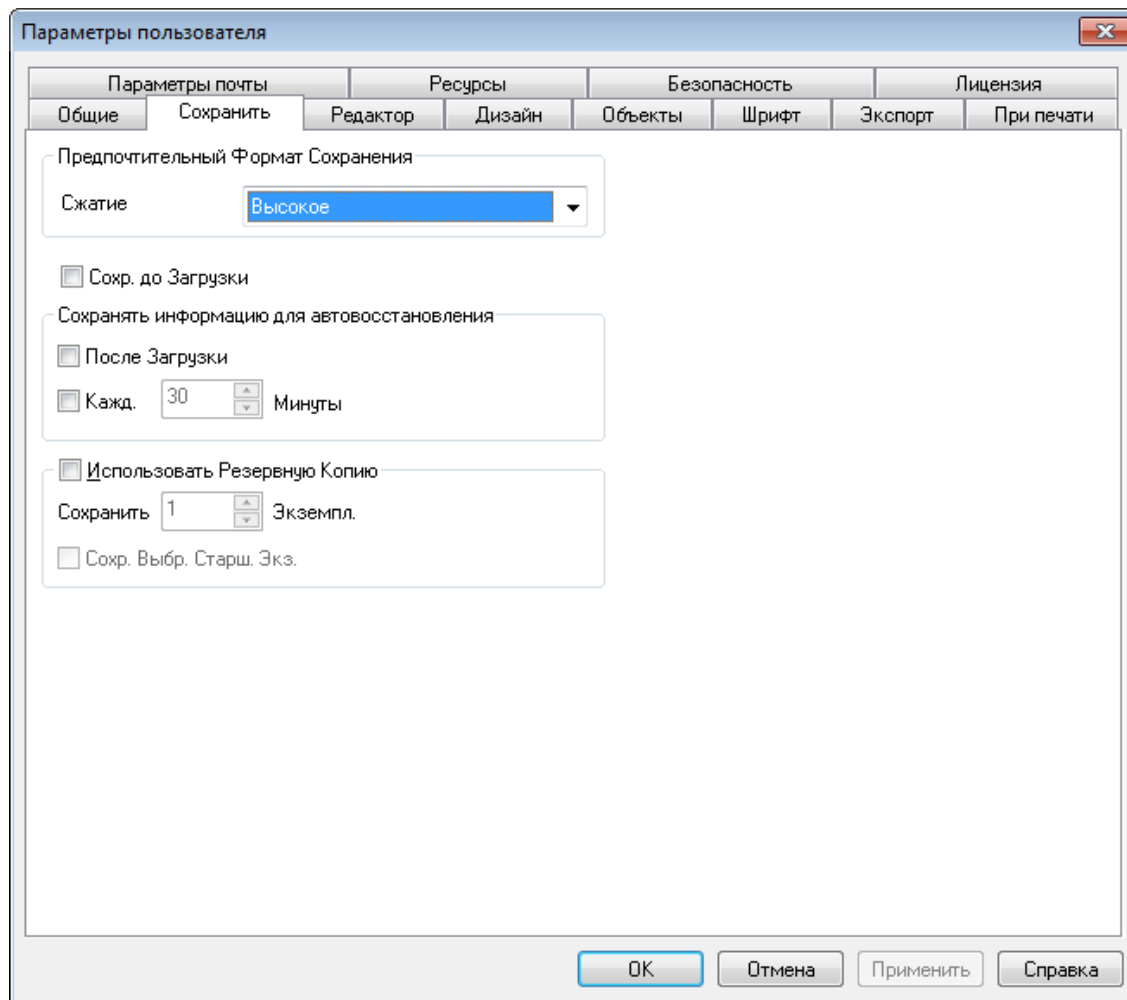 Параметры пользователя
Параметры почты Ресурсы Безопасность Лицензия
Общие Сохранить Редактор Дизайн Объекты Шрифт Экспорт При печати
Предпочтительный Формат Сохранения
Сжатие Высокое
Сохр. до Загрузки
Сохранять информацию для автовосстановления
После Загрузки
Кажд. 30 Минуты
Использовать Резервную Копию
Сохранить 1 Экземпл.
Сохр. Выбр. Старш. Экз.
OK Отмена Применить Справка